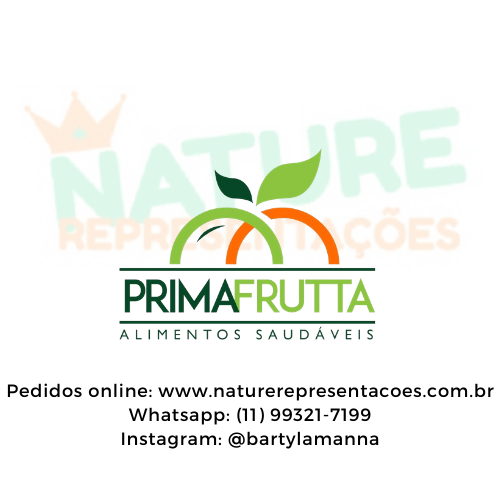 NATURE
REPRESENTAÇÕES
PRIMAFRUTTA
ALIMENTOS SAUDÁVEIS
Pedidos online: www.naturerepresentacoes.com.br
Whatsapp: (11) 99321-7199
Instagram: @bartylamanna